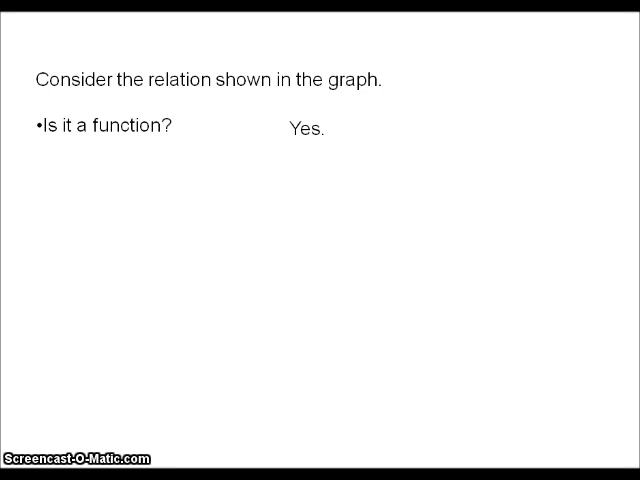 Consider the relation shown in the graph.
•Is it a function? Yes.
Screencast-O-Matic.com